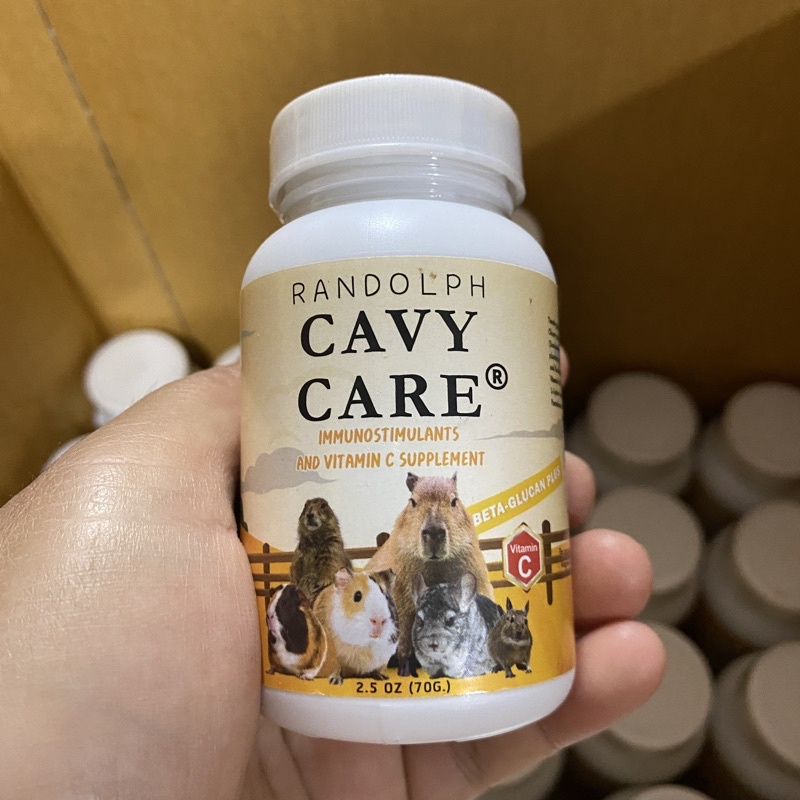 RANDOLPH
CAVY
CARE®
IMMUNOSTIMULANTS
AND VITAMIN C SUPPLEMENT
BETA-GLUCAN PLUS
Vitamin
C
2.5 OZ (70G.)